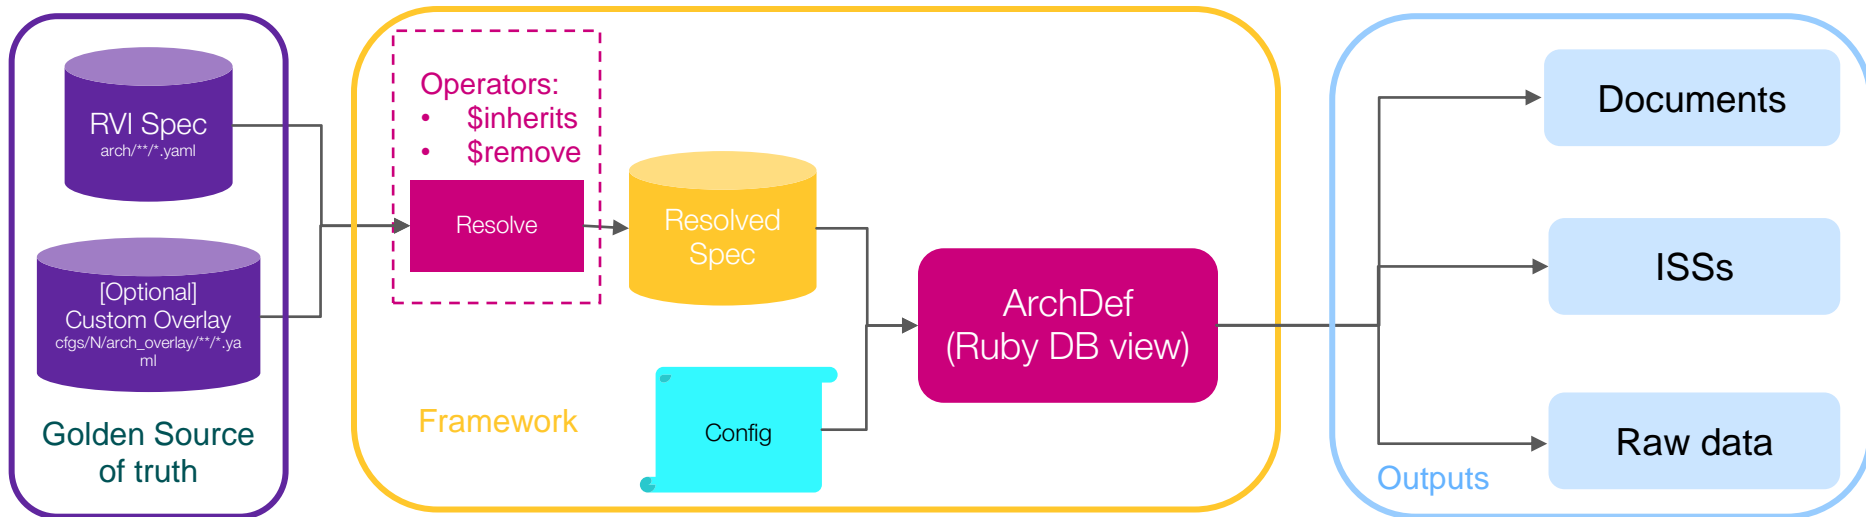 RVI Spec
arch/**/*.yaml
[Optional]
Custom Overlay
cfgs/N/arch_overlay/**/*.ya
ml
Golden Source
of truth
Operators:
• $inherits
• $remove
Resolve
Resolved
Spec
Framework
Config
ArchDef
(Ruby DB view)
Documents
ISSs
Raw data
Outputs